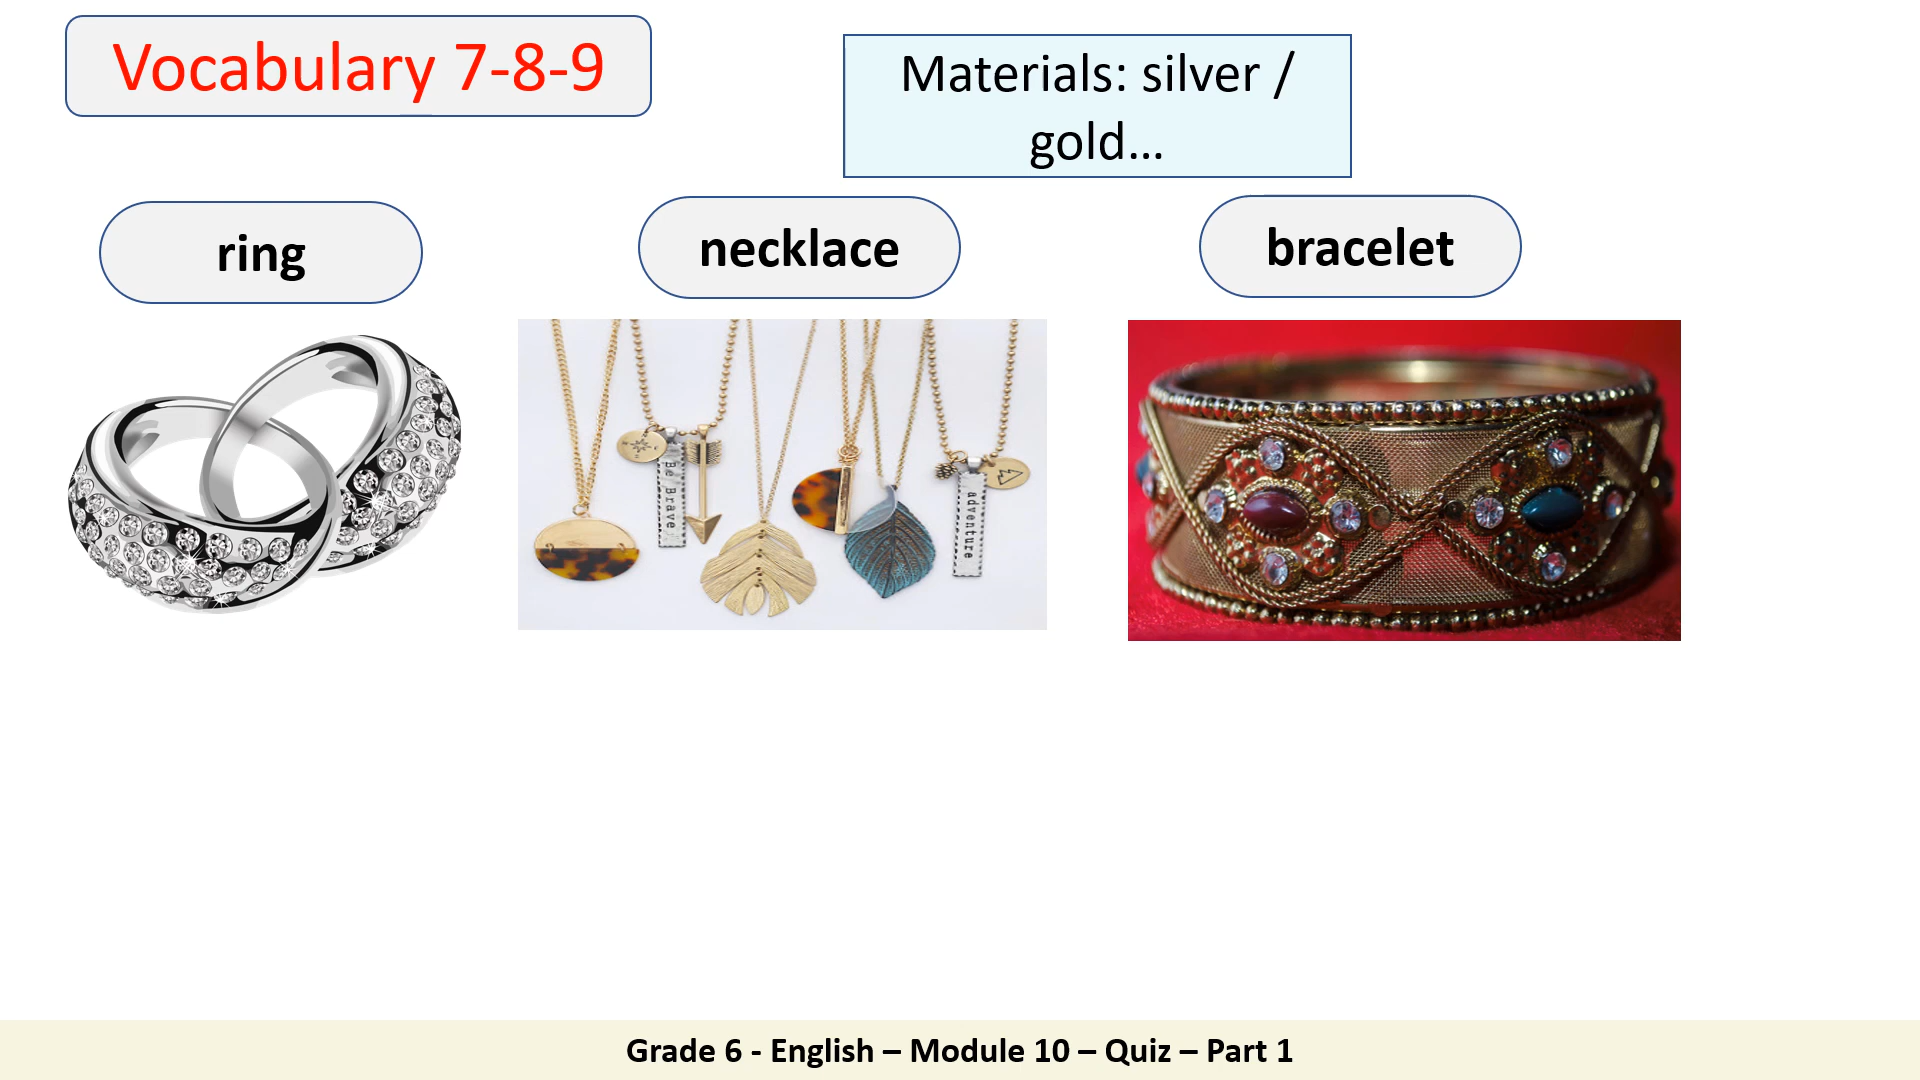 Vocabulary 7-8-9
Materials: silver /
gold...
ring
necklace
bracelet
Be Brave
adventure
Grade 6 - English – Module 10 – Quiz – Part 1